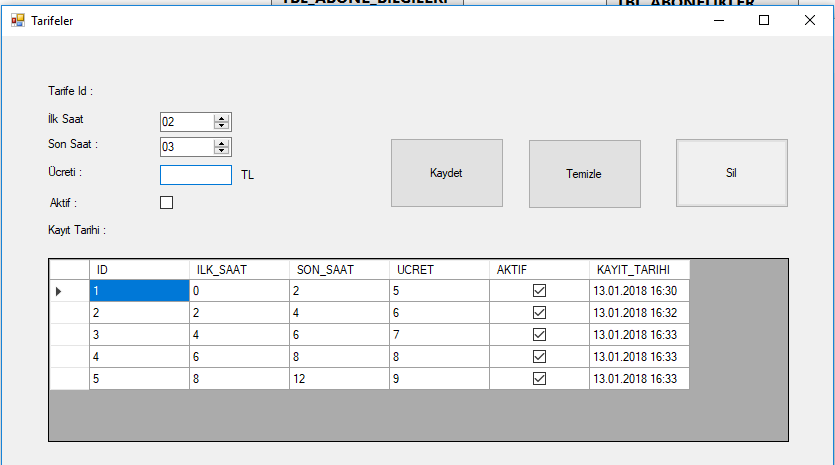 TBL_ABONE_BILGILERI
TBL_ABONELIKLER
Tarifeler
Tarife Id :
İlk Saat
02
Son Saat :
03
Ücreti :
TL
Aktif :
Kayıt Tarihi :
Kaydet
Temizle
Sil
ID ILK_SAAT SON_SAAT UCRET AKTIF KAYIT_TARIHI
1 0 2 5 13.01.2018 16:30
2 2 4 6 13.01.2018 16:32
3 4 6 7 13.01.2018 16:33
4 6 8 8 13.01.2018 16:33
5 8 12 9 13.01.2018 16:33